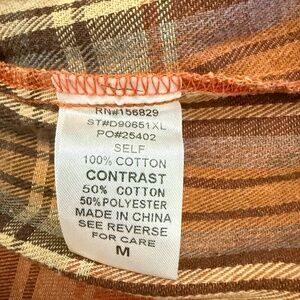 RN#156829
ST#D90651XL
PO#25402
SELF
100% COTTON
CONTRAST
50% COTTON
50% POLYESTER
MADE IN CHINA
SEE REVERSE
FOR CARE
M